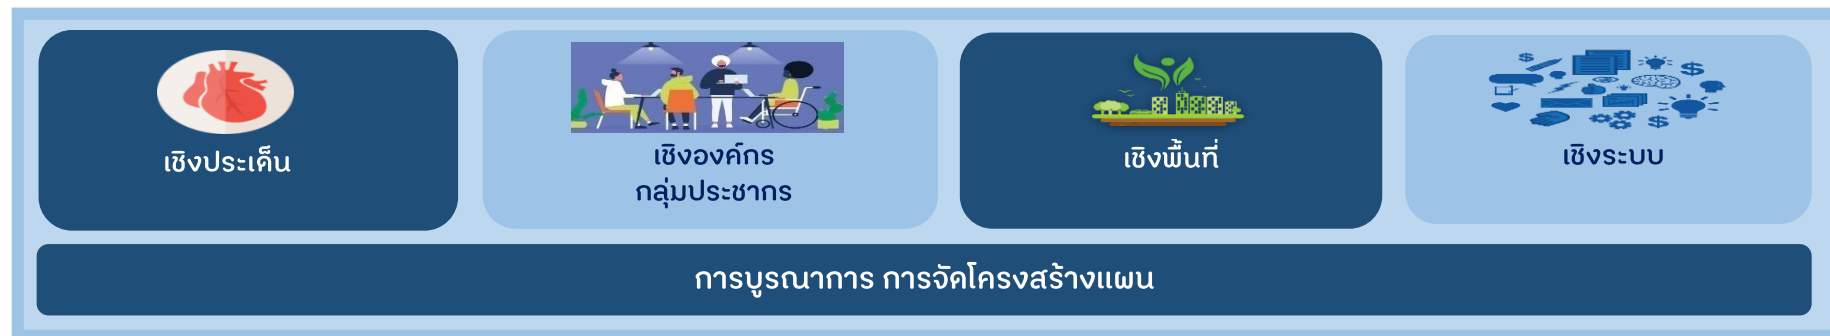 เชิงประเด็น
เชิงองค์กร
กลุ่มประชากร
เชิงพื้นที่
เชิงระบบ
การบูรณาการ การจัดโครงสร้างแผน